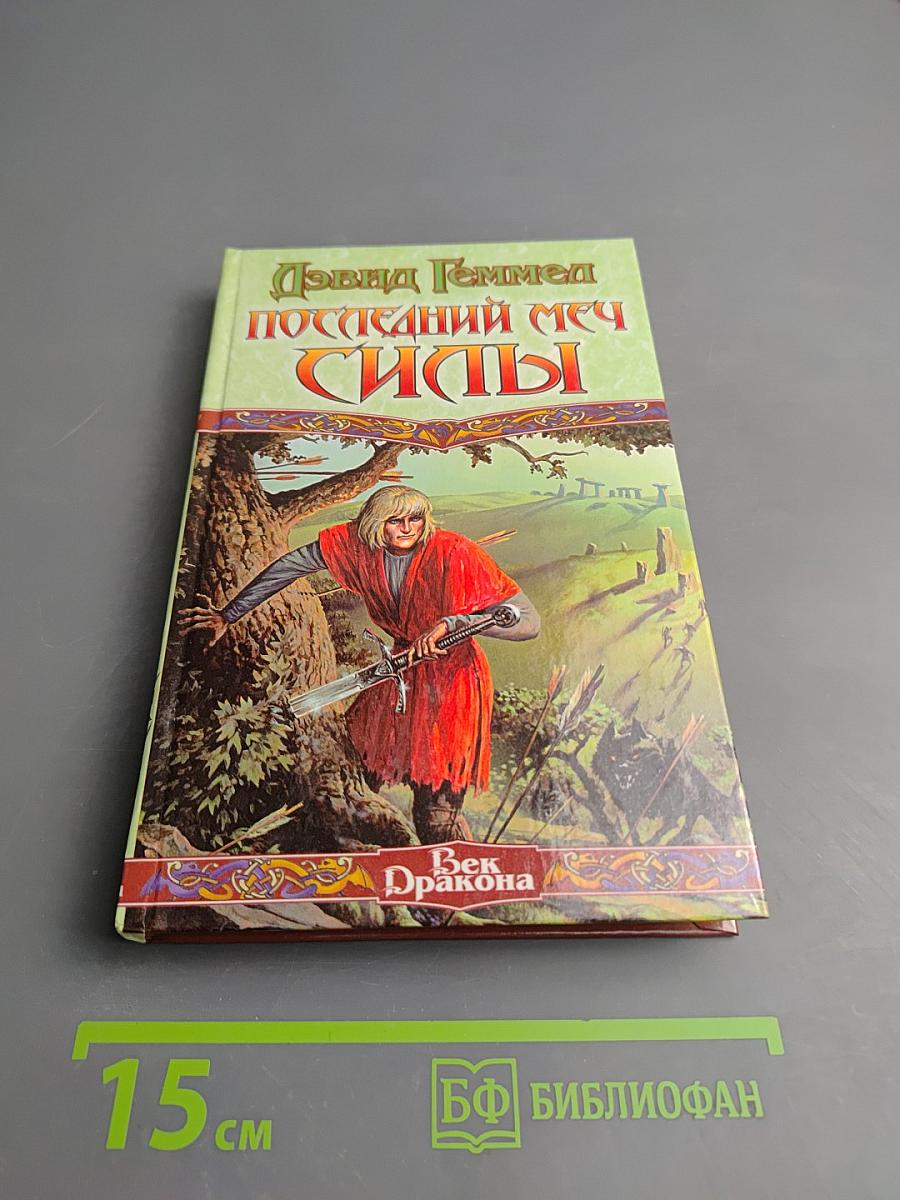 Дэвид Геммел
ПОСЛЕДНИЙ МЕЧ
СИЛЫ
Век
Дракона
15 см
БФ БИБЛИОФАН